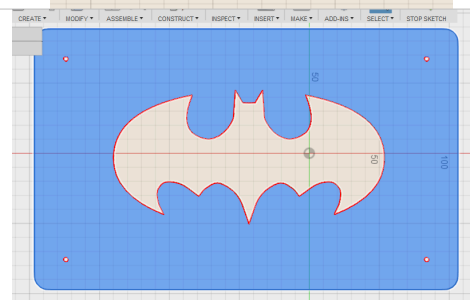 CREATE▾ MODIFY▾ ASSEMBLE▾ CONSTRUCT▾ INSPECT▾ INSERT▾ MAKE▾ ADD-INS▾ SELECT▾ STOP SKETCH
50
50
100